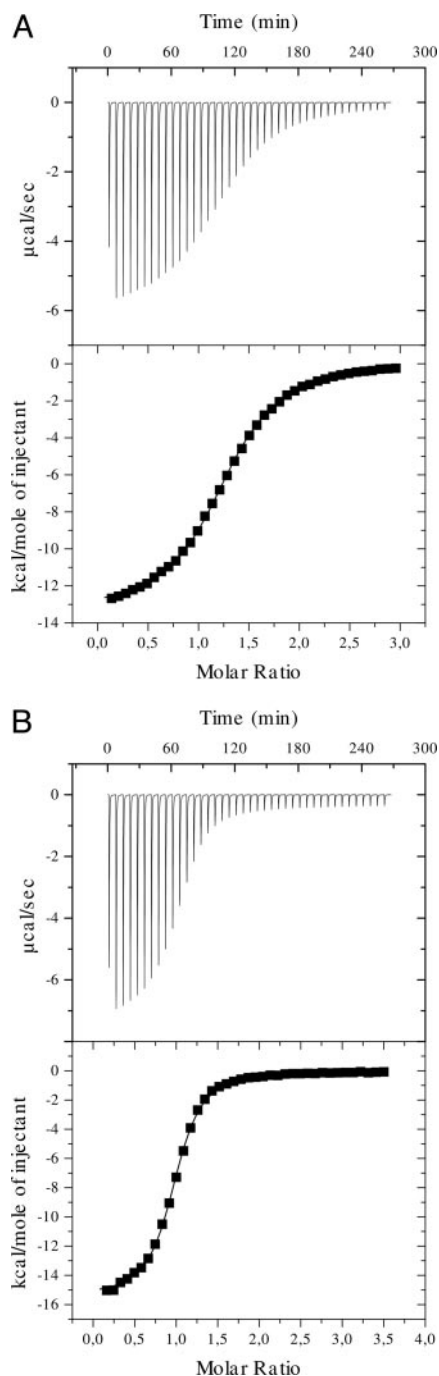 A
Time (min)
0 60 120 180 240 300
0
-2
-4
-6
µcal/sec
0
-2
-4
-6
-8
-10
-12
-14
kcal/mole of injectant
0,0 0,5 1,0 1,5 2,0 2,5 3,0
Molar Ratio
B
Time (min)
0 60 120 180 240 300
0
-2
-4
-6
µcal/sec
0
-2
-4
-6
-8
-10
-12
-14
-16
kcal/mole of injectant
0,0 0,5 1,0 1,5 2,0 2,5 3,0 3,5 4,0
Molar Ratio